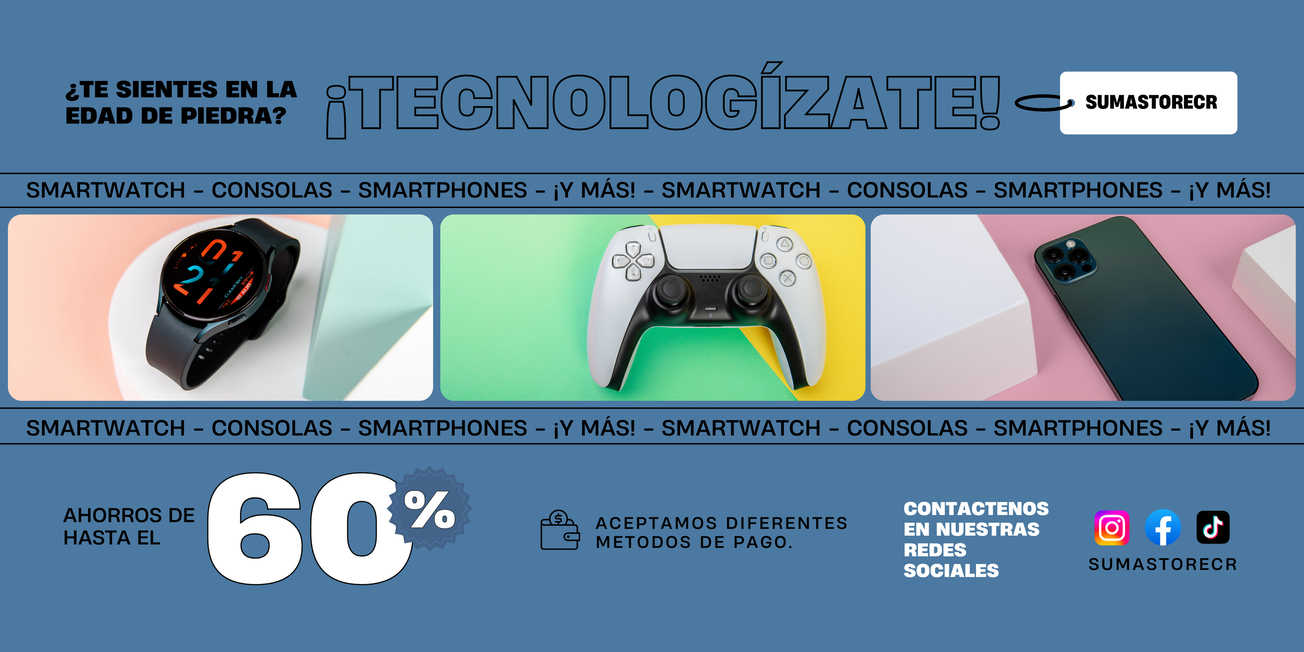 ¿TE SIENTES EN LA
EDAD DE PIEDRA?
¡TECNOLOGÍZATE!
SUMASTORECR
SMARTWATCH - CONSOLAS - SMARTPHONES - ¡Y MÁS! - SMARTWATCH - CONSOLAS - SMARTPHONES - ¡Y MÁS!
01
21
SMARTWATCH - CONSOLAS - SMARTPHONES - ¡Y MÁS! - SMARTWATCH - CONSOLAS - SMARTPHONES - ¡Y MÁS!
AHORROS DE
HASTA EL
60%
ACEPTAMOS DIFERENTES
METODOS DE PAGO.
CONTACTENOS
EN NUESTRAS
REDES
SOCIALES
SUMASTORECR